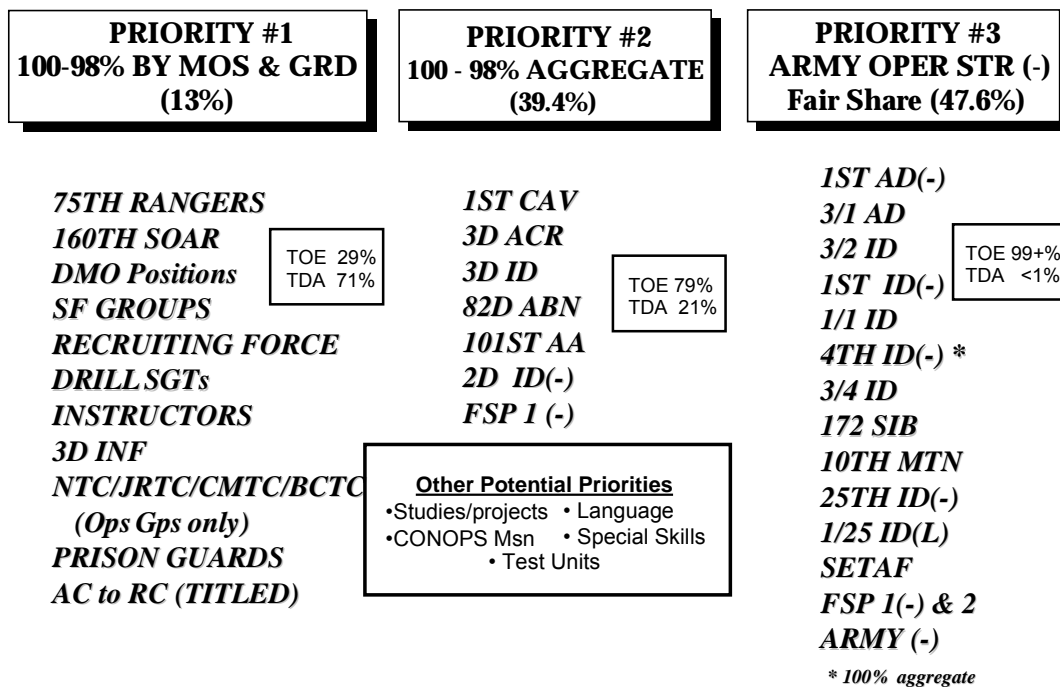 PRIORITY #1
100-98% BY MOS & GRD
(13%)
PRIORITY #2
100 - 98% AGGREGATE
(39.4%)
PRIORITY #3
ARMY OPER STR (-)
Fair Share (47.6%)
75TH RANGERS
160TH SOAR
DMO Positions
SF GROUPS
RECRUITING FORCE
DRILL SGTs
INSTRUCTORS
3D INF
NTC/JRTC/CMTC/BCTC
(Ops Gps only)
PRISON GUARDS
AC to RC (TITLED)
TOE 29%
TDA 71%
1ST CAV
3D ACR
3D ID
82D ABN
101ST AA
2D ID(-)
FSP 1 (-)
TOE 79%
TDA 21%
Other Potential Priorities
•Studies/projects • Language
•CONOPS Msn • Special Skills
• Test Units
1ST AD(-)
3/1 AD
3/2 ID
1ST ID(-)
1/1 ID
4TH ID(-) *
3/4 ID
172 SIB
10TH MTN
25TH ID(-)
1/25 ID(L)
SETAF
FSP 1(-) & 2
ARMY (-)
* 100% aggregate
TOE 99+%
TDA <1%